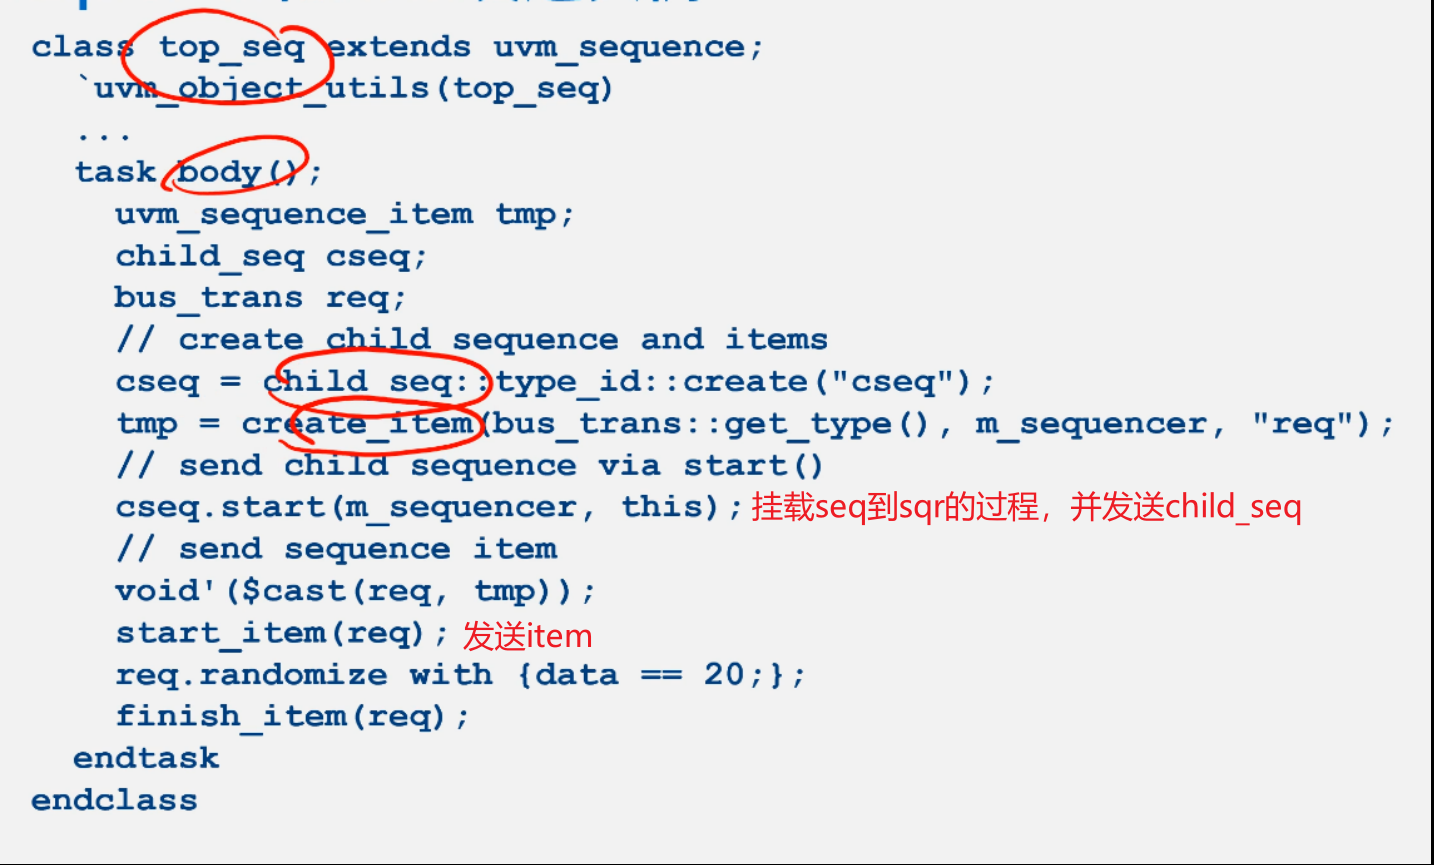 class top_seq extends uvm_sequence;
`uvm_object_utils(top_seq)
...
task body();
uvm_sequence_item tmp;
child_seq cseq;
bus_trans req;
// create child sequence and items
cseq = child_seq::type_id::create("cseq");
tmp = create_item(bus_trans::get_type(), m_sequencer, "req");
// send child sequence via start()
cseq.start(m_sequencer, this); 挂载seq到sqr的过程，并发送child_seq
// send sequence item
void'($cast(req, tmp));
start_item(req); 发送item
req.randomize with {data == 20;};
finish_item(req);
endtask
endclass